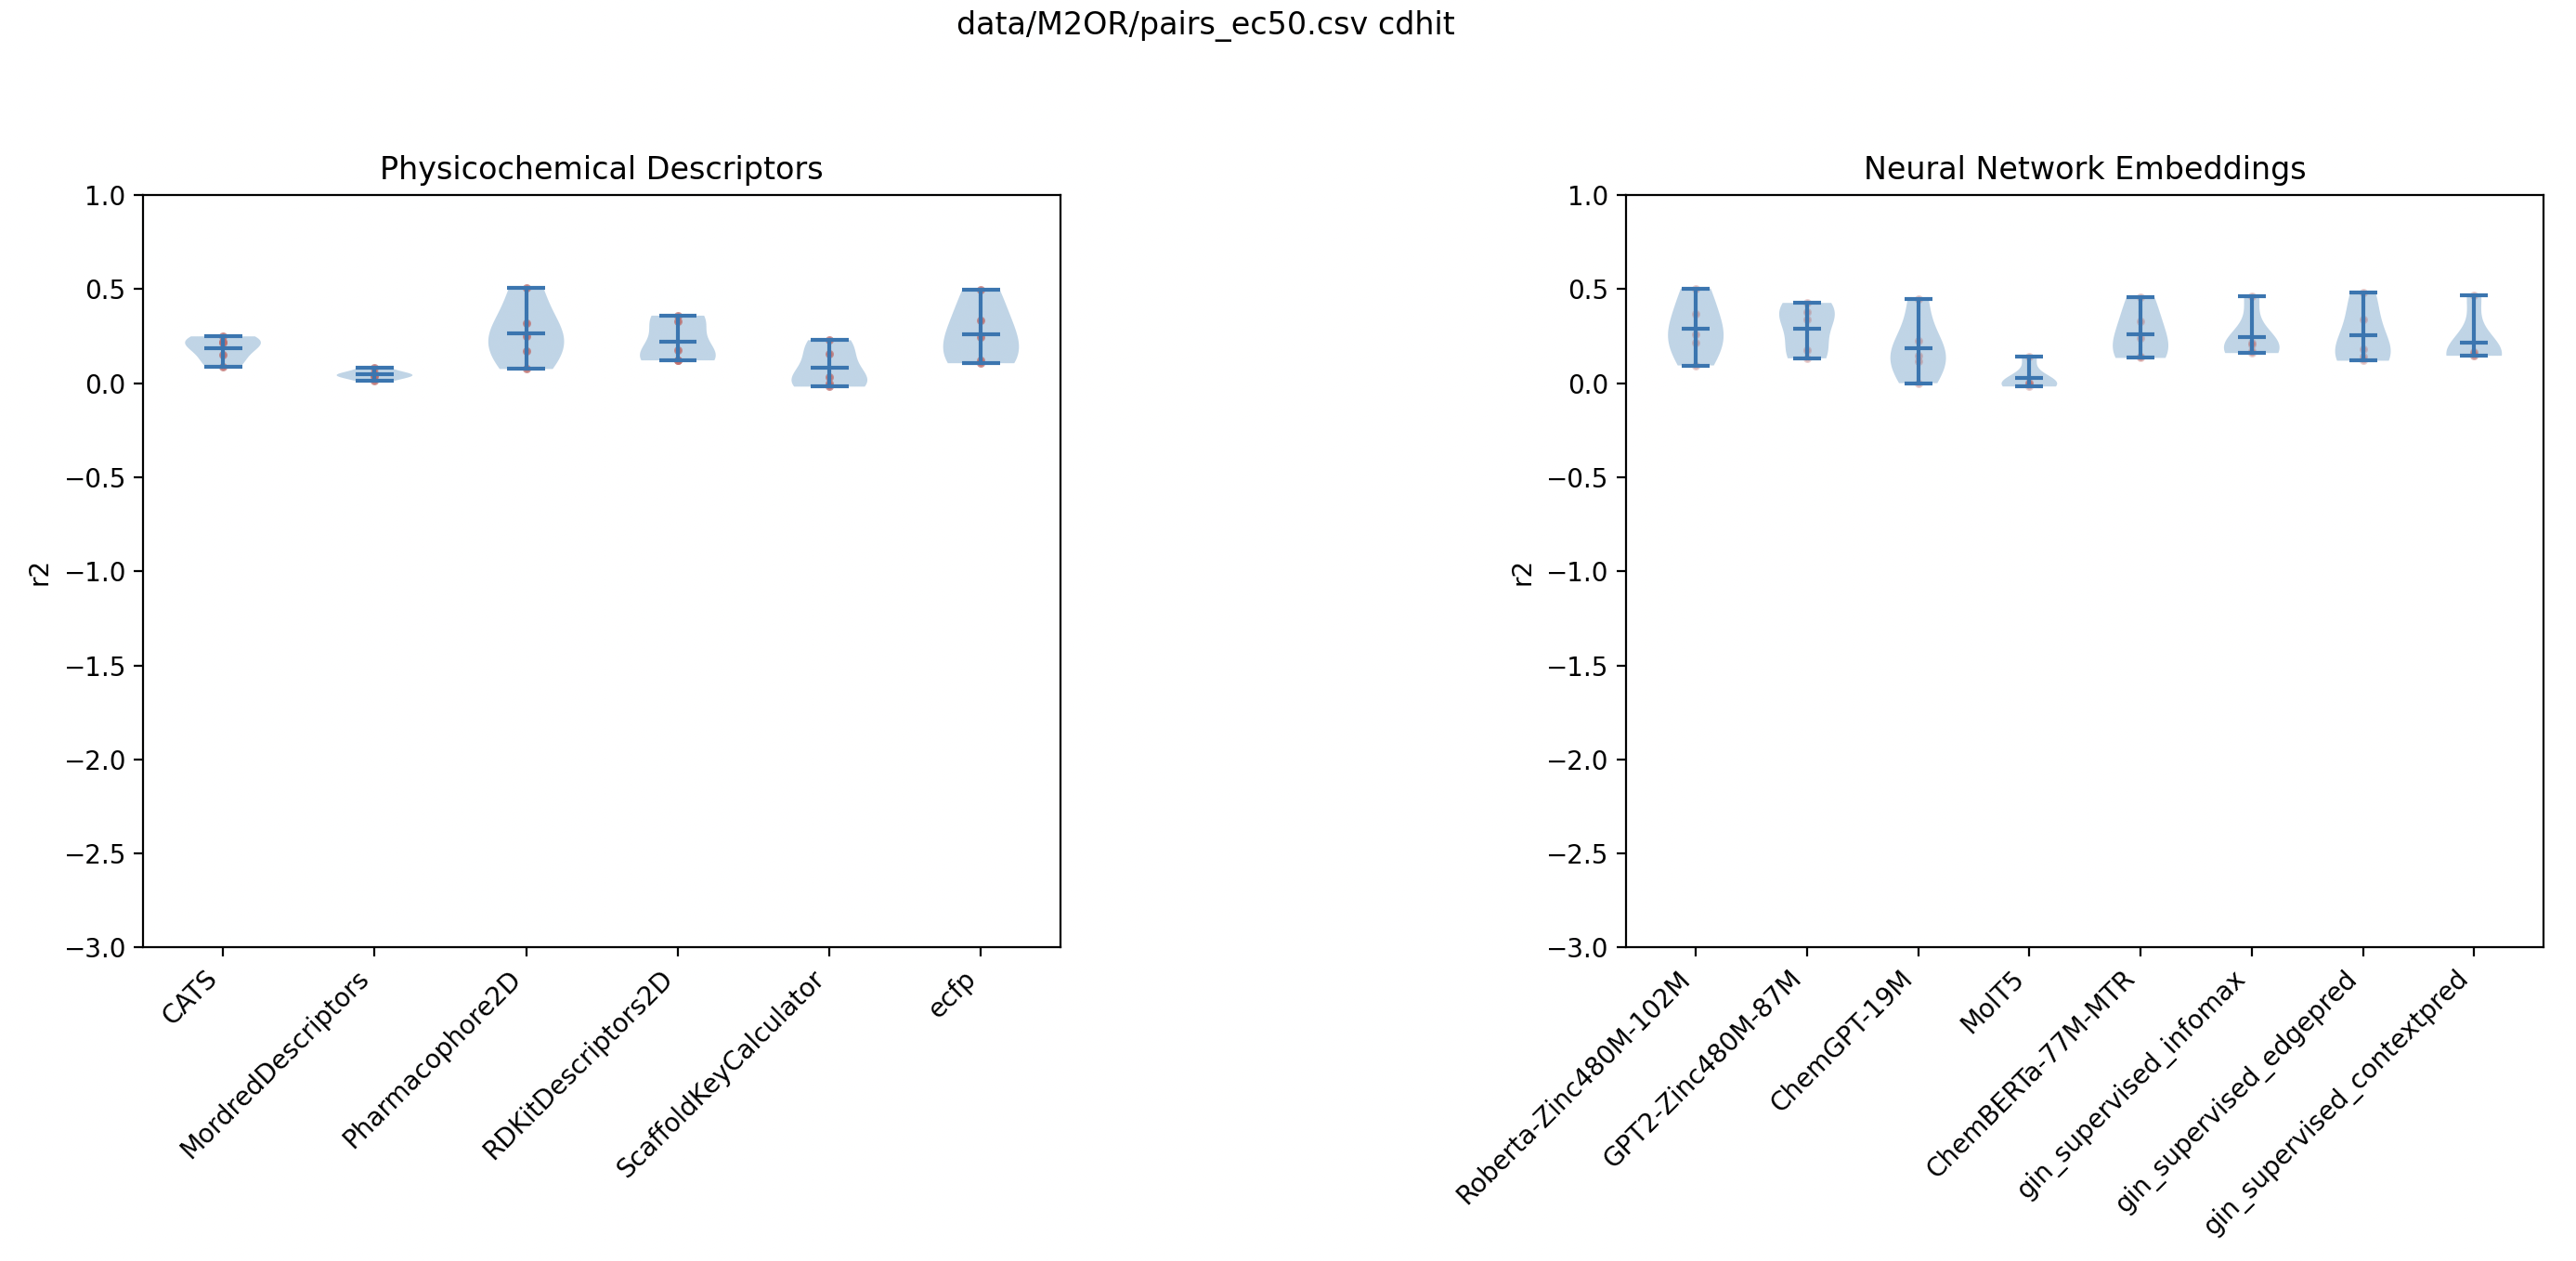 data/M2OR/pairs_ec50.csv cdhit
Physicochemical Descriptors
r2
1.0
0.5
0.0
−0.5
−1.0
−1.5
−2.0
−2.5
−3.0
CATS
MordredDescriptors
Pharmacophore2D
RDKitDescriptors2D
ScaffoldKeyCalculator
ecfp
Neural Network Embeddings
r2
1.0
0.5
0.0
−0.5
−1.0
−1.5
−2.0
−2.5
−3.0
Roberta-Zinc480M-102M
GPT2-Zinc480M-87M
ChemGPT-19M
MolT5
ChemBERTa-77M-MTR
gin_supervised_infomax
gin_supervised_edgepred
gin_supervised_contextpred